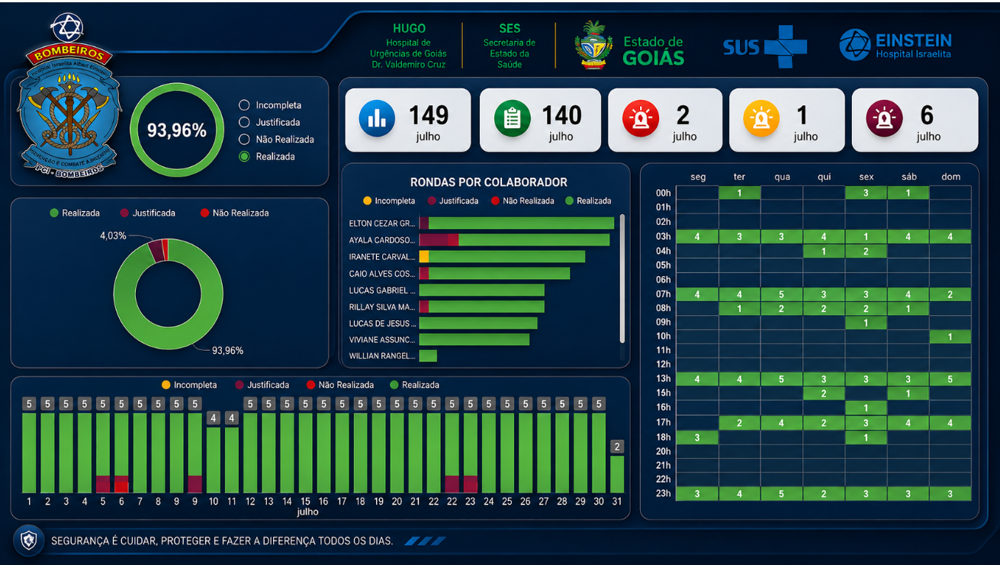 BOMBEIROS
Hospital Israelita Albert Einstein
PREVENÇÃO E COMBATE A INCÊNDIO
PCI - BOMBEIROS
HUGO
Hospital de
Urgências de Goiás
Dr. Valdemiro Cruz
SES
Secretaria de
Estado da
Saúde
Estado de
GOIÁS
SUS
EINSTEIN
Hospital Israelita
93,96%
Incompleta
Justificada
Não Realizada
Realizada
149
julho
140
julho
2
julho
1
julho
6
julho
Realizada Justificada Não Realizada
4,03%
93,96%
RONDAS POR COLABORADOR
Incompleta Justificada Não Realizada Realizada
ELTON CEZAR GR...
AYALA CARDOSO...
IRANETE CARVAL...
CAIO ALVES COS...
LUCAS GABRIEL ...
RILLAY SILVA MA...
LUCAS DE JESUS ...
VIVIANE ASSUNC...
WILLIAN RANGEL...
seg ter qua qui sex sáb dom
00h 1 3 1
01h
02h
03h 4 3 3 4 1 4 4
04h 1 2
05h
06h
07h 4 4 5 3 3 4 2
08h 1 2 2 2 1
09h 1
10h 1
11h
12h
13h 4 4 5 3 3 3 5
15h 2 1
16h 1
17h 2 4 2 3 4 4
18h 3 1
20h
21h
22h
23h 3 4 5 2 3 3 3
Incompleta Justificada Não Realizada Realizada
5 5 5 5 5 5 5 5 5 5 4 4 5 5 5 5 5 5 5 5 5 5 5 5 5 5 5 5 5 5 5 5 2
1 2 3 4 5 6 7 8 9 9 10 11 12 13 14 15 16 17 18 19 20 21 22 22 23 24 25 26 27 28 29 30 31
julho
SEGURANÇA É CUIDAR, PROTEGER E FAZER A DIFERENÇA TODOS OS DIAS.